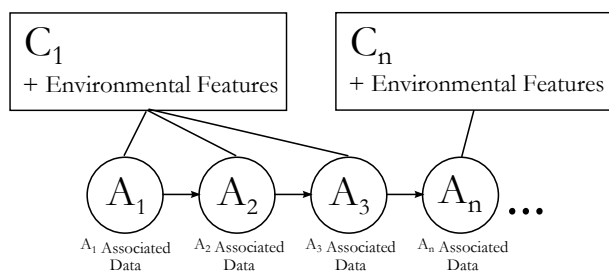 C₁
+ Environmental Features
Cₙ
+ Environmental Features
A₁
A₂
A₃
Aₙ
...
A₁ Associated
Data
A₂ Associated
Data
A₃ Associated
Data
Aₙ Associated
Data